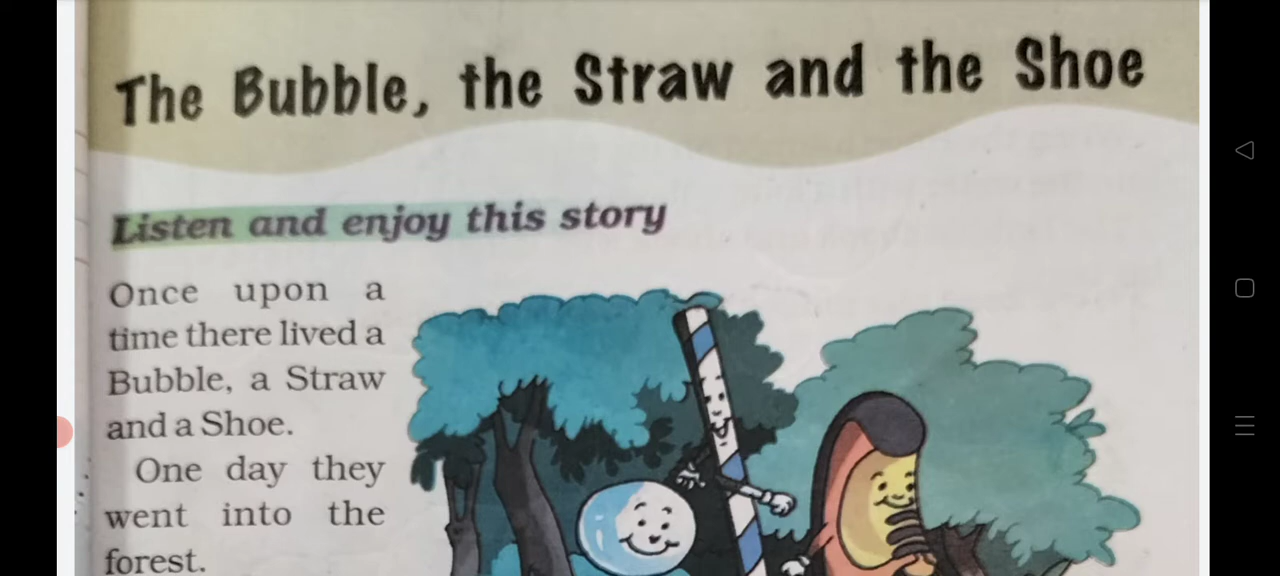 The Bubble, the Straw and the Shoe
Listen and enjoy this story
Once upon a
time there lived a
Bubble, a Straw
and a Shoe.
One day they
went into the
forest.